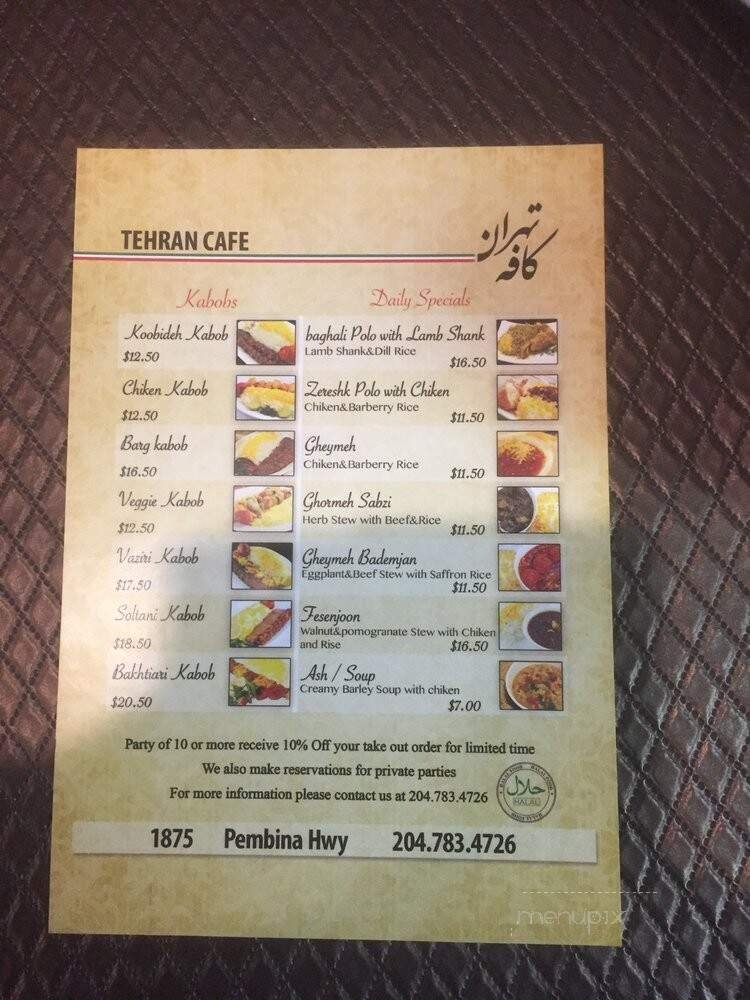 TEHRAN CAFE
کافه تهران
Kabobs
Koobideh Kabob
$12.50
Chiken Kabob
$12.50
Barg kabob
$16.50
Veggie Kabob
$12.50
Vaziri Kabob
$17.50
Soltani Kabob
$18.50
Bakhtiari Kabob
$20.50
Daily Specials
baghali Polo with Lamb Shank
Lamb Shank&Dill Rice
$16.50
Zereshk Polo with Chiken
Chiken&Barberry Rice
$11.50
Gheymeh
Chiken&Barberry Rice
$11.50
Ghormeh Sabzi
Herb Stew with Beef&Rice
$11.50
Gheymeh Bademjan
Eggplant&Beef Stew with Saffron Rice
$11.50
Fesenjoon
Walnut&pomogranate Stew with Chiken
and Rise
$16.50
Ash / Soup
Creamy Barley Soup with chiken
$7.00
Party of 10 or more receive 10% Off your take out order for limited time
We also make reservations for private parties
For more information please contact us at 204.783.4726
حلال
HALAL
1875 Pembina Hwy 204.783.4726
menupix